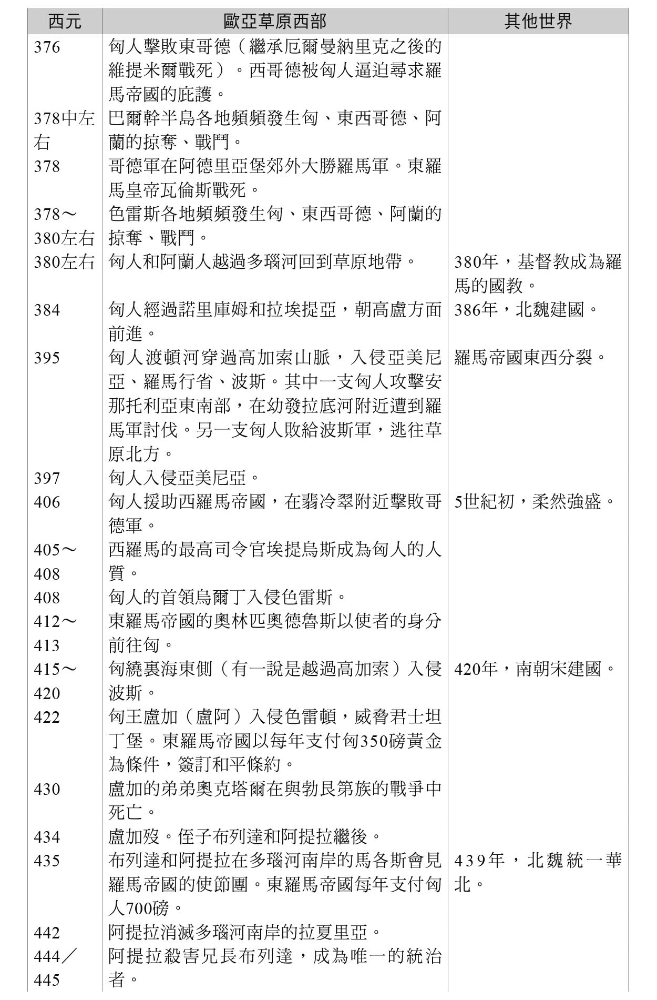 西元 歐亞草原西部 其他世界
376 匈人擊敗東哥德（繼承厄爾曼納里克之後的
維提米爾戰死）。西哥德被匈人逼迫尋求羅
馬帝國的庇護。
378中左 巴爾幹半島各地頻頻發生匈、東西哥德、阿
右 蘭的掠奪、戰鬥。
378 哥德軍在阿德里亞堡郊外大勝羅馬軍。東羅
馬皇帝瓦倫斯戰死。
378～ 色雷斯各地頻頻發生匈、東西哥德、阿蘭的
380左右 掠奪、戰鬥。
380左右 匈人和阿蘭人越過多瑙河回到草原地帶。 380年，基督教成為羅
馬的國教。
384 匈人經過諾里庫姆和拉埃提亞，朝高盧方面 386年，北魏建國。
前進。
395 匈人渡頓河穿過高加索山脈，入侵亞美尼 羅馬帝國東西分裂。
亞、羅馬行省、波斯。其中一支匈人攻擊安
那托利亞東南部，在幼發拉底河附近遭到羅
馬軍討伐。另一支匈人敗給波斯軍，逃往草
原北方。
397 匈人入侵亞美尼亞。
406 匈人援助西羅馬帝國，在翡冷翠附近擊敗哥 5世紀初，柔然強盛。
德軍。
405～ 西羅馬的最高司令官埃提烏斯成為匈人的人
408 質。
408 匈人的首領烏爾丁入侵色雷斯。
412～ 東羅馬帝國的奧林匹奧德魯斯以使者的身分
413 前往匈。
415～ 匈繞裏海東側（有一說是越過高加索）入侵 420年，南朝宋建國。
420 波斯。
422 匈王盧加（盧阿）入侵色雷頓，威脅君士坦
丁堡。東羅馬帝國以每年支付匈350磅黃金
為條件，簽訂和平條約。
430 盧加的弟弟奧克塔爾在與勃艮第族的戰爭中
死亡。
434 盧加歿。侄子布列達和阿提拉繼後。
435 布列達和阿提拉在多瑙河南岸的馬各斯會見 439年，北魏統一華
羅馬帝國的使節團。東羅馬帝國每年支付匈 北。
人700磅。
442 阿提拉消滅多瑙河南岸的拉夏里亞。
444／ 阿提拉殺害兄長布列達，成為唯一的統治
445 者。